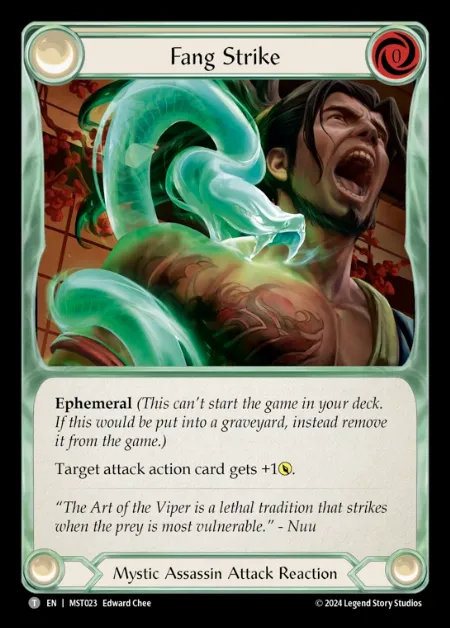 Fang Strike
0
Ephemeral (This can't start the game in your deck.
If this would be put into a graveyard, instead remove
it from the game.)
Target attack action card gets +1.
“The Art of the Viper is a lethal tradition that strikes
when the prey is most vulnerable.” - Nuu
Mystic Assassin Attack Reaction
T EN | MST023 Edward Chee
© 2024 Legend Story Studios